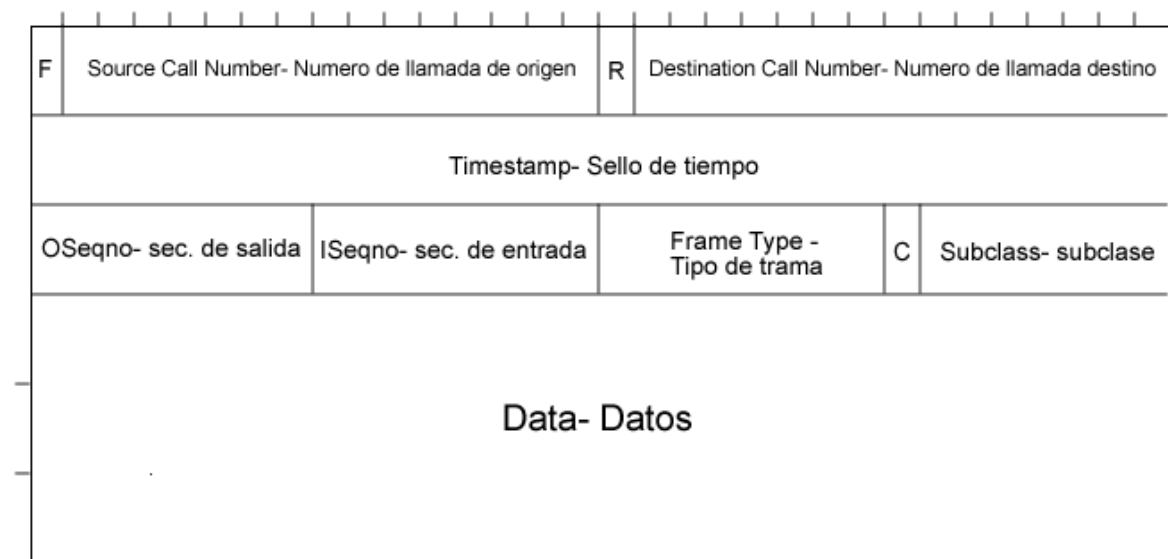 F
Source Call Number- Numero de llamada de origen
R
Destination Call Number- Numero de llamada destino
Timestamp- Sello de tiempo
OSeqno- sec. de salida
ISeqno- sec. de entrada
Frame Type -
Tipo de trama
C
Subclass- subclase
Data- Datos